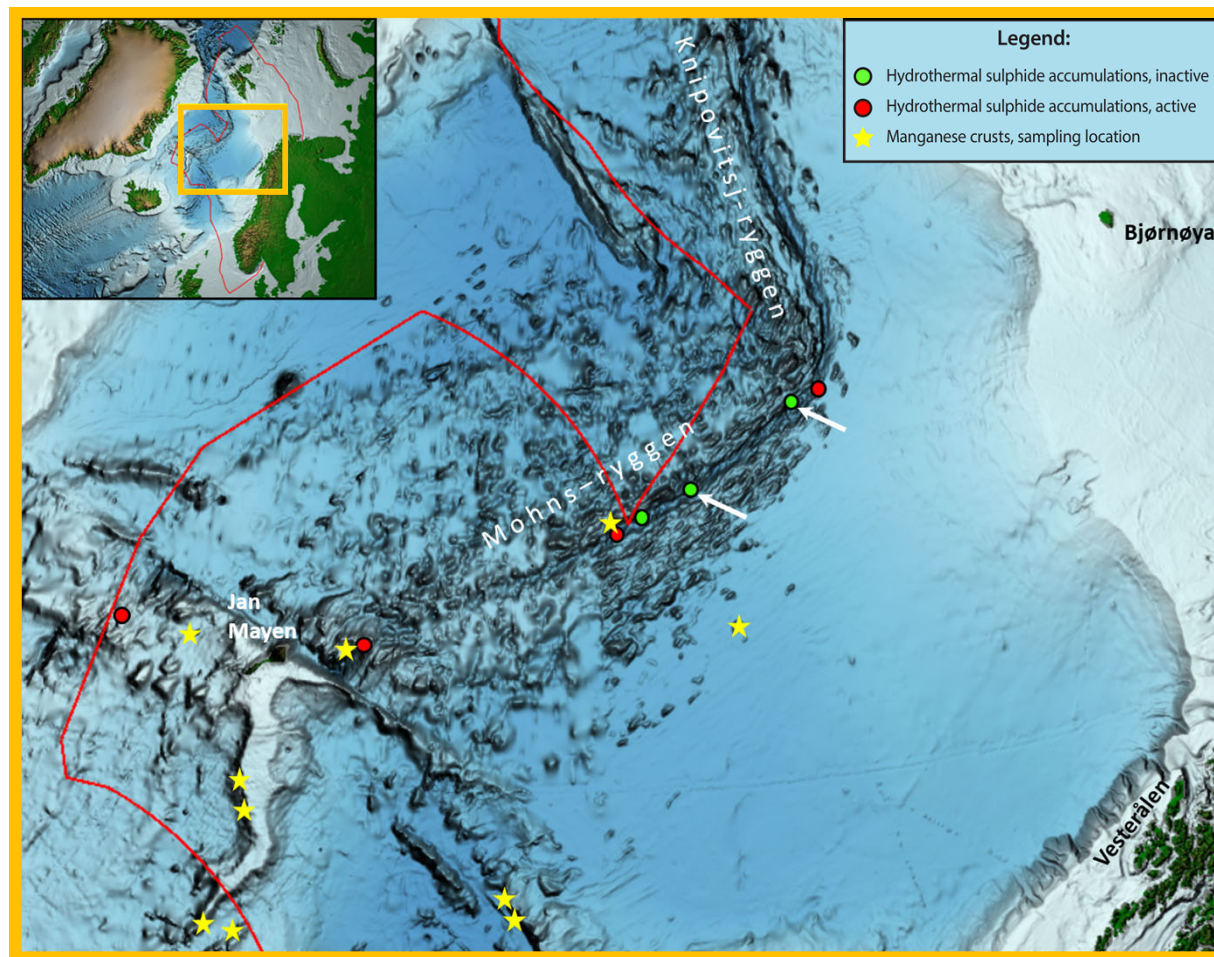 Legend:
Hydrothermal sulphide accumulations, inactive
Hydrothermal sulphide accumulations, active
Manganese crusts, sampling location
Knipovitsj-ryggen
Bjørnøya
Mohns-ryggen
Jan
Mayen
Vesterålen